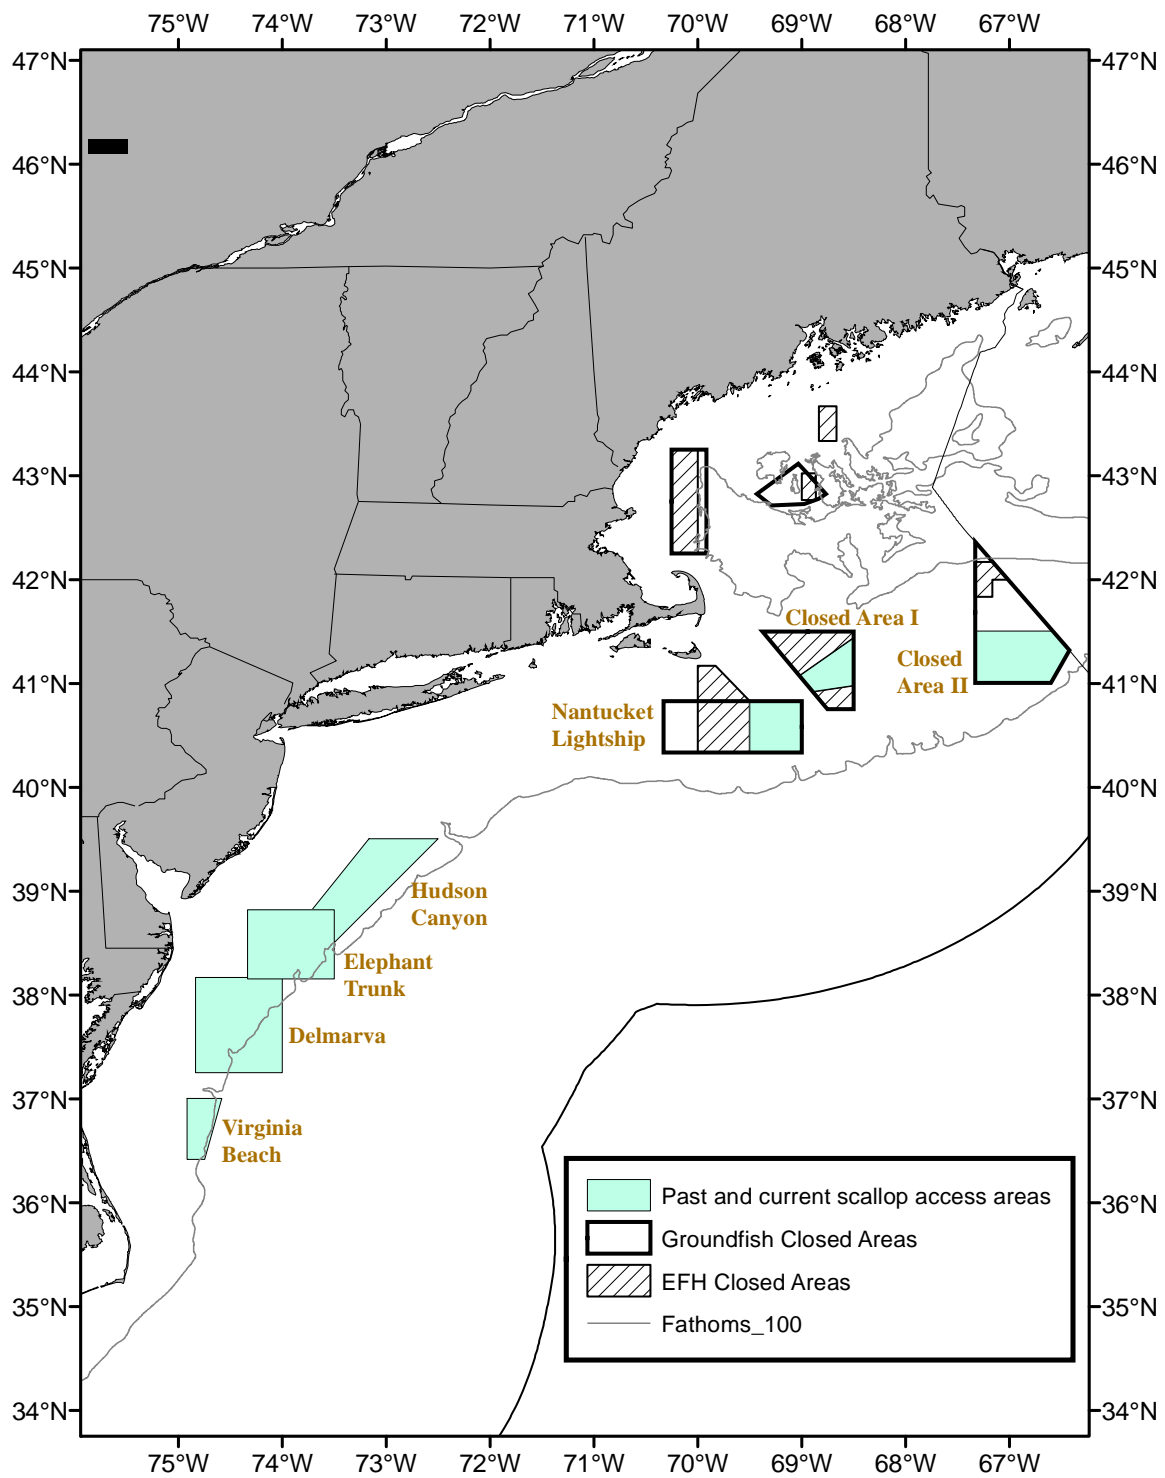 75°W 74°W 73°W 72°W 71°W 70°W 69°W 68°W 67°W
47°N 47°N
46°N 46°N
45°N 45°N
44°N 44°N
43°N 43°N
42°N 42°N
Closed Area I
Closed
Area II
41°N 41°N
Nantucket
Lightship
40°N 40°N
39°N 39°N
Hudson
Canyon
Elephant
Trunk
38°N 38°N
Delmarva
37°N 37°N
Virginia
Beach
36°N 36°N
35°N 35°N
34°N 34°N
Past and current scallop access areas
Groundfish Closed Areas
EFH Closed Areas
Fathoms_100
75°W 74°W 73°W 72°W 71°W 70°W 69°W 68°W 67°W